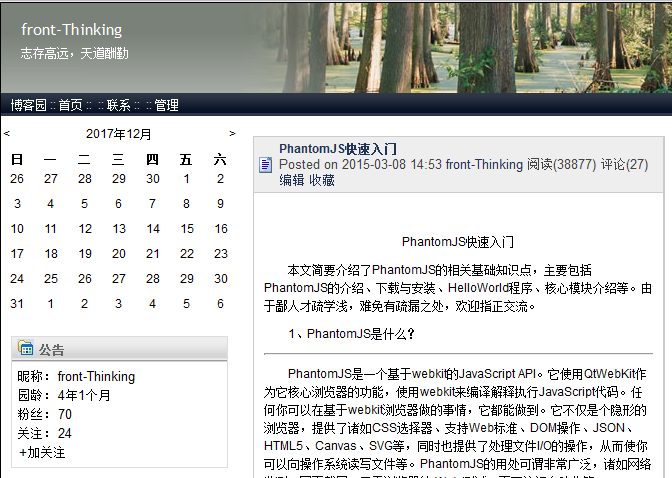 front-Thinking
志存高远，天道酬勤
博客园 :: 首页 :: :: 联系 :: :: 管理
< 2017年12月 >
日 一 二 三 四 五 六
26 27 28 29 30 1 2
3 4 5 6 7 8 9
10 11 12 13 14 15 16
17 18 19 20 21 22 23
24 25 26 27 28 29 30
31 1 2 3 4 5 6
公告
昵称：front-Thinking
园龄：4年1个月
粉丝：70
关注：24
+加关注
PhantomJS快速入门
Posted on 2015-03-08 14:53 front-Thinking 阅读(38877) 评论(27)
编辑 收藏
PhantomJS快速入门
本文简要介绍了PhantomJS的相关基础知识点，主要包括
PhantomJS的介绍、下载与安装、HelloWorld程序、核心模块介绍等。由
于鄙人才疏学浅，难免有疏漏之处，欢迎指正交流。
1、PhantomJS是什么？
PhantomJS是一个基于webkit的JavaScript API。它使用QtWebKit作
为它核心浏览器的功能，使用webkit来编译解释执行JavaScript代码。任
何你可以在基于webkit浏览器做的事情，它都能做到。它不仅是个隐形的
浏览器，提供了诸如CSS选择器、支持Web标准、DOM操作、JSON、
HTML5、Canvas、SVG等，同时也提供了处理文件I/O的操作，从而使你
可以向操作系统读写文件等。PhantomJS的用处可谓非常广泛，诸如网络